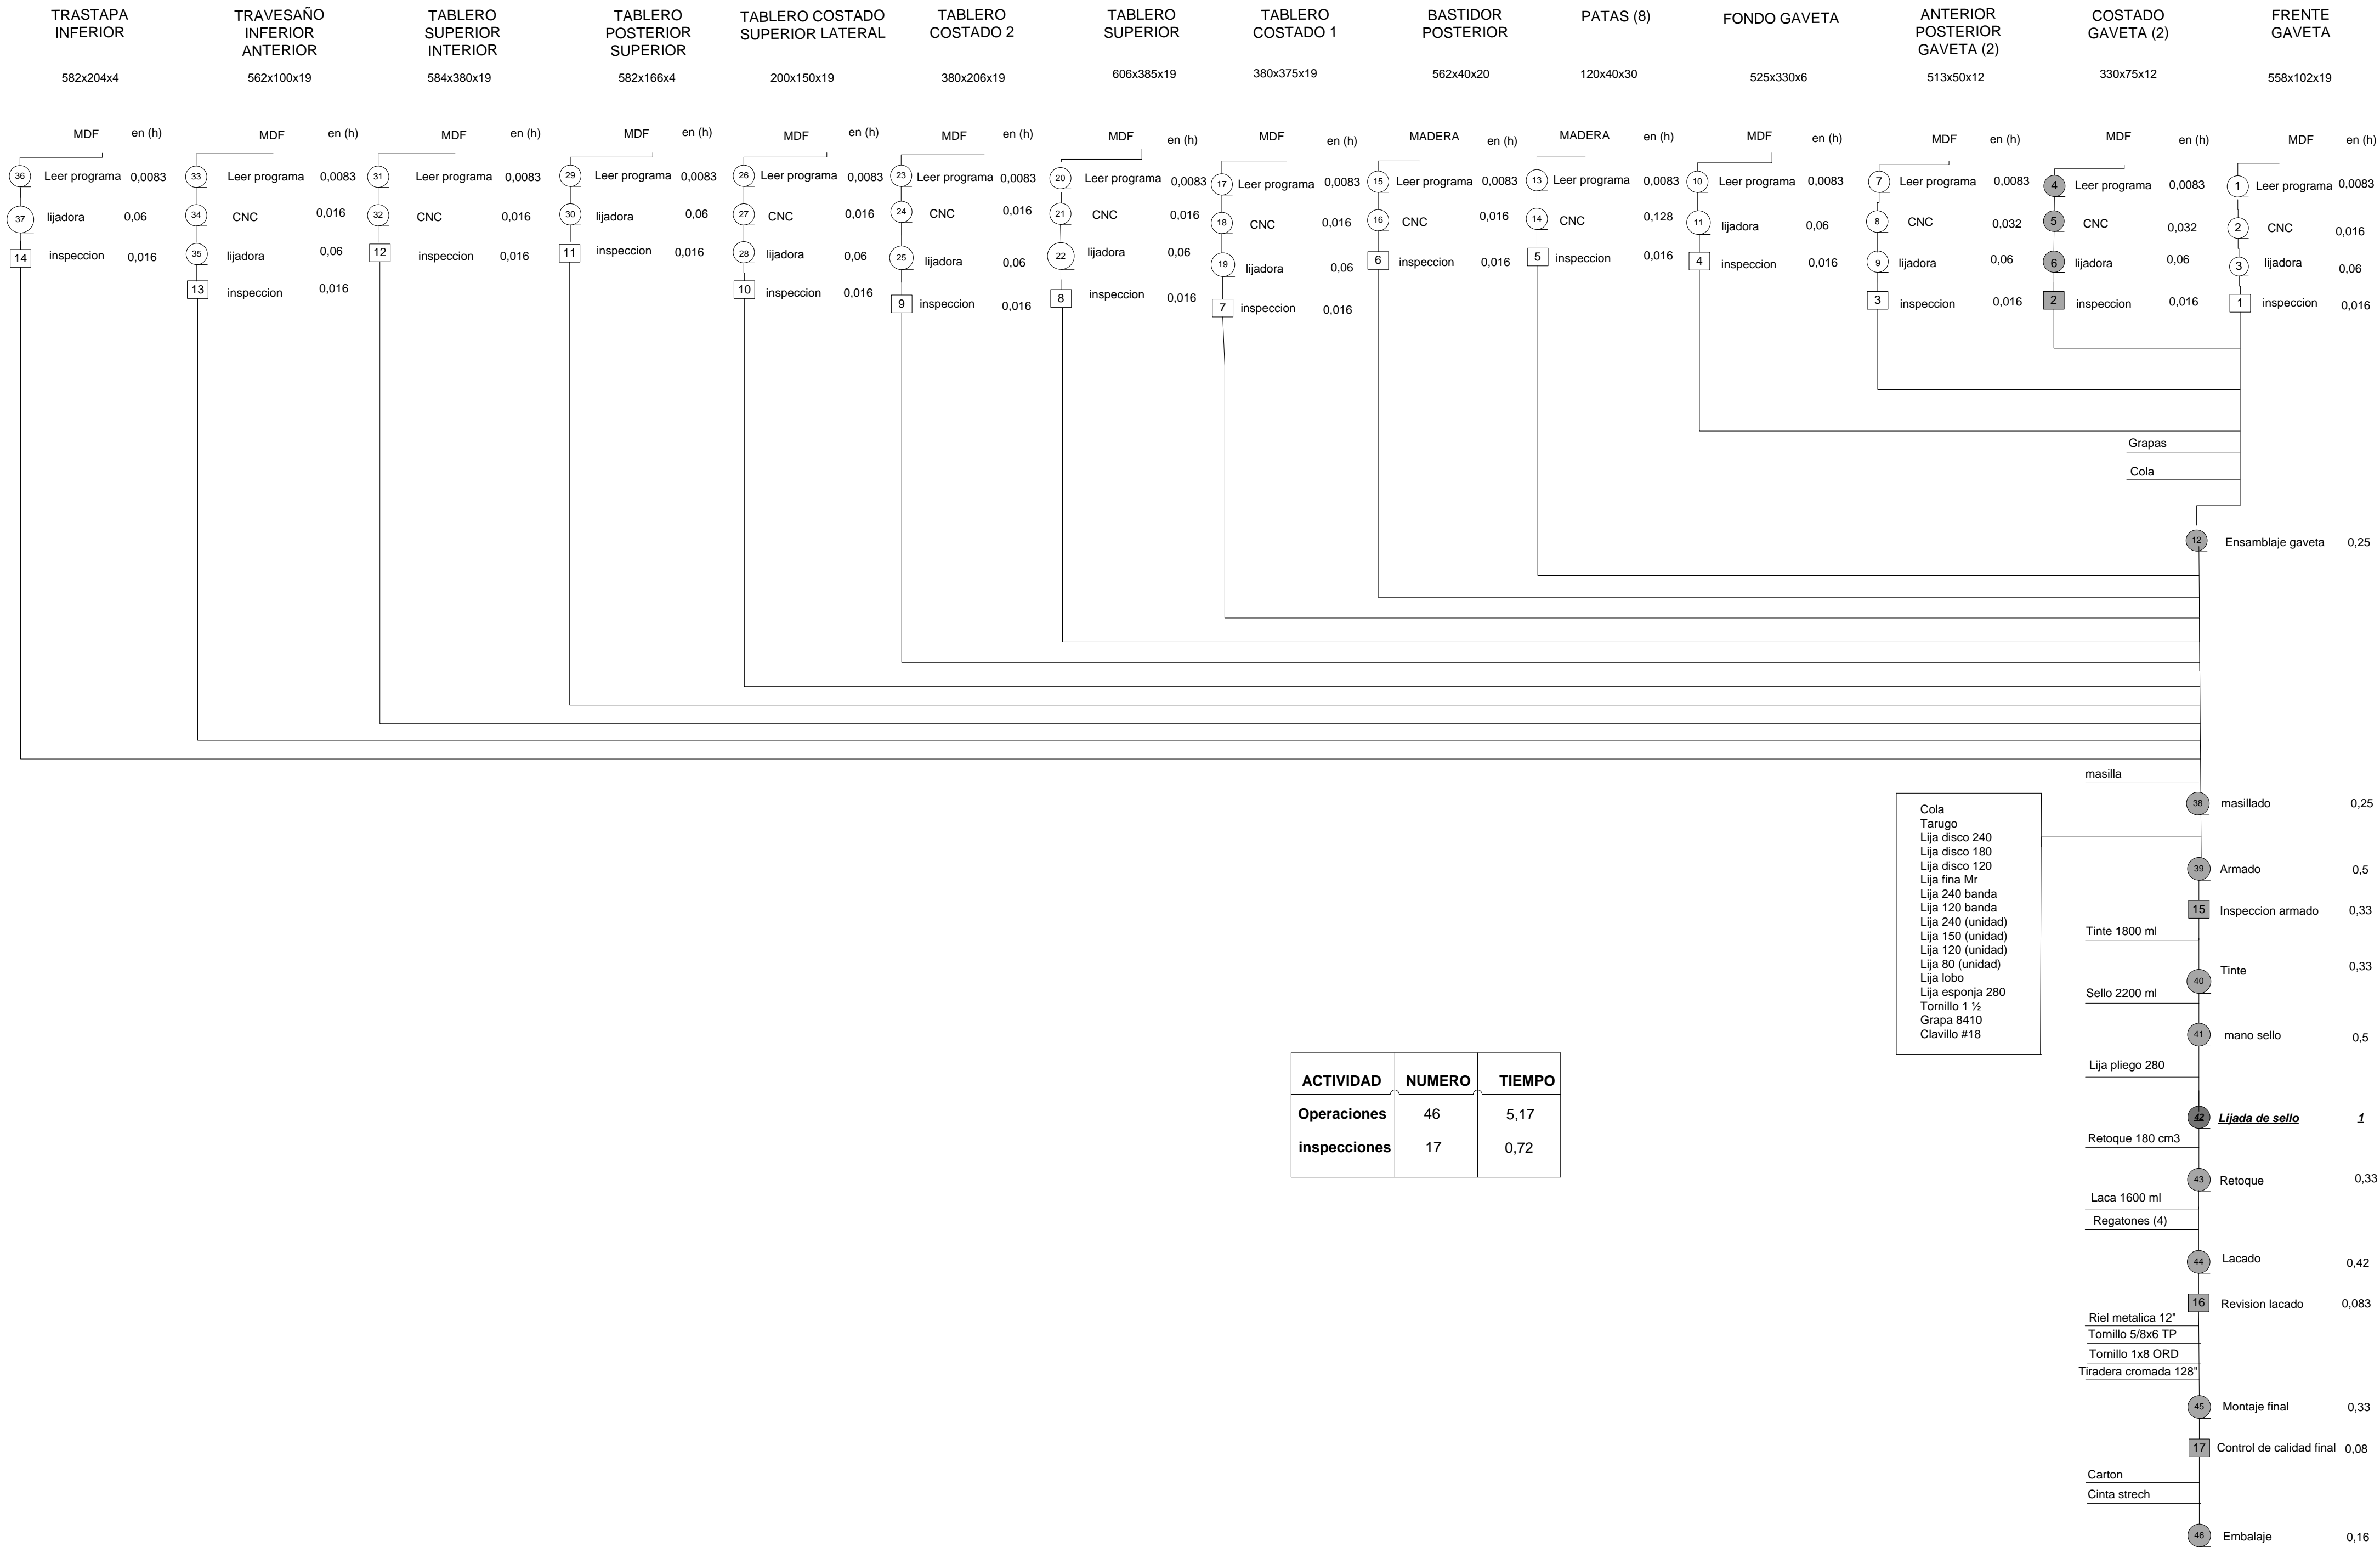 TRASTAPA
INFERIOR
582x204x4
MDF en (h)
36 Leer programa 0,0083
37 lijadora 0,06
14 inspeccion 0,016
TRAVESAÑO
INFERIOR
ANTERIOR
562x100x19
MDF en (h)
33 Leer programa 0,0083
34 CNC 0,016
35 lijadora 0,06
13 inspeccion 0,016
TABLERO
SUPERIOR
INTERIOR
584x380x19
MDF en (h)
31 Leer programa 0,0083
32 CNC 0,016
12 inspeccion 0,016
TABLERO
POSTERIOR
SUPERIOR
582x166x4
MDF en (h)
29 Leer programa 0,0083
30 lijadora 0,06
11 inspeccion 0,016
TABLERO COSTADO
SUPERIOR LATERAL
200x150x19
MDF en (h)
26 Leer programa 0,0083
27 CNC 0,016
28 lijadora 0,06
10 inspeccion 0,016
TABLERO
COSTADO 2
380x206x19
MDF en (h)
23 Leer programa 0,0083
24 CNC 0,016
25 lijadora 0,06
9 inspeccion 0,016
TABLERO
SUPERIOR
606x385x19
MDF en (h)
20 Leer programa 0,0083
21 CNC 0,016
22 lijadora 0,06
8 inspeccion 0,016
TABLERO
COSTADO 1
380x375x19
MDF en (h)
17 Leer programa 0,0083
18 CNC 0,016
19 lijadora 0,06
7 inspeccion 0,016
BASTIDOR
POSTERIOR
562x40x20
MADERA en (h)
15 Leer programa 0,0083
16 CNC 0,016
6 inspeccion 0,016
PATAS (8)
120x40x30
MADERA en (h)
13 Leer programa 0,0083
14 CNC 0,128
5 inspeccion 0,016
FONDO GAVETA
525x330x6
MDF en (h)
10 Leer programa 0,0083
11 lijadora 0,06
4 inspeccion 0,016
ANTERIOR
POSTERIOR
GAVETA (2)
513x50x12
MDF en (h)
7 Leer programa 0,0083
8 CNC 0,032
9 lijadora 0,06
3 inspeccion 0,016
COSTADO
GAVETA (2)
330x75x12
MDF en (h)
4 Leer programa 0,0083
5 CNC 0,032
6 lijadora 0,06
2 inspeccion 0,016
FRENTE
GAVETA
558x102x19
MDF en (h)
1 Leer programa 0,0083
2 CNC 0,016
3 lijadora 0,06
1 inspeccion 0,016
Grapas
Cola
12 Ensamblaje gaveta 0,25
masilla
38 masillado 0,25
Cola
Tarugo
Lija disco 240
Lija disco 180
Lija disco 120
Lija fina Mr
Lija 240 banda
Lija 120 banda
Lija 240 (unidad)
Lija 150 (unidad)
Lija 120 (unidad)
Lija 80 (unidad)
Lija lobo
Lija esponja 280
Tornillo 1 ½
Grapa 8410
Clavillo #18
39 Armado 0,5
15 Inspeccion armado 0,33
Tinte 1800 ml
40 Tinte 0,33
Sello 2200 ml
41 mano sello 0,5
Lija pliego 280
42 Lijada de sello 1
Retoque 180 cm3
43 Retoque 0,33
Laca 1600 ml
Regatones (4)
44 Lacado 0,42
16 Revision lacado 0,083
Riel metalica 12"
Tornillo 5/8x6 TP
Tornillo 1x8 ORD
Tiradera cromada 128"
45 Montaje final 0,33
17 Control de calidad final 0,08
Carton
Cinta strech
46 Embalaje 0,16
ACTIVIDAD NUMERO TIEMPO
Operaciones 46 5,17
inspecciones 17 0,72